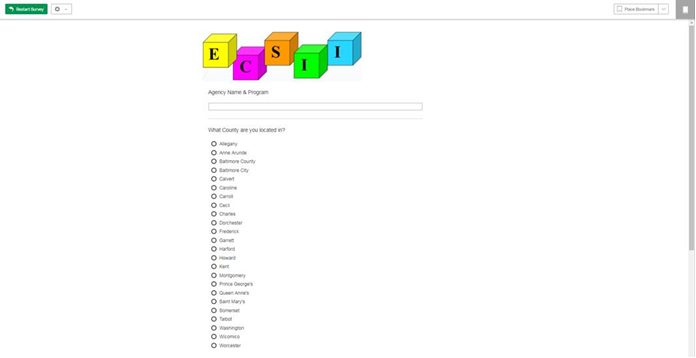 Restart Survey
Place Bookmark
E C S I I
Agency Name & Program
What County are you located in?
Allegany
Anne Arundle
Baltimore County
Baltimore City
Calvert
Caroline
Carroll
Cecil
Charles
Dorchester
Frederick
Garrett
Harford
Howard
Kent
Montgomery
Prince George's
Queen Anne's
Saint Mary's
Somerset
Talbot
Washington
Wicomico
Worcester